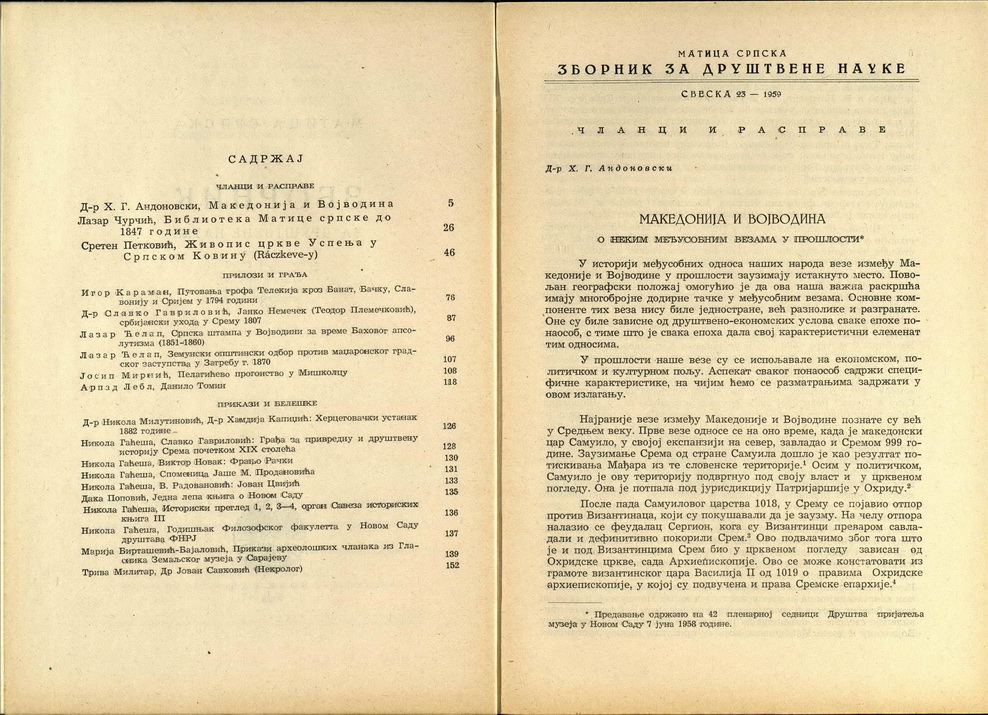 САДРЖАЈ
ЧЛАНЦИ И РАСПРАВЕ
Д-р Х. Г. Андоновски, Македонија и Војводина 5
Лазар Чурчић, Библиотека Матице српске до
1847 године 26
Сретен Петковић, Живопис цркве Успења у
Српском Ковину (Ráczkeve-у) 46
ПРИЛОЗИ И ГРАЂА
Игор Караман, Путовања грофа Телекија кроз Банат, Бачку, Сла-
вонију и Сријем у 1794 години 76
Д-р Славко Гавриловић, Јанко Немечек (Теодор Племечковић),
србијански ухода у Срему 1807 87
Лазар Ћелап, Српска штампа у Војводини за време Баховог апсо-
лутизма (1851-1860) 96
Лазар Ћелап, Земунски општински одбор против мађаронског град-
ског заступства у Загребу г. 1870 107
Јосип Мирнић, Пелагићево прогонство у Мишколцу 108
Арпад Лебл, Данило Томин 118
ПРИКАЗИ И БЕЛЕШКЕ
Д-р Никола Милутиновић, Д-р Хамдија Капицић: Херцеговачки устанак
1882 године 126
Никола Гаћеша, Славко Гавриловић: Грађа за привредну и друштвену
историју Срема почетком XIX столећа 128
Никола Гаћеша, Виктор Новак: Фрањо Рачки 130
Никола Гаћеша, Споменица Јаше М. Продановића 131
Никола Гаћеша, В. Радовановић: Јован Цвијић 133
Дака Поповић, Једна лепа књига о Новом Саду 135
Никола Гаћеша, Историски преглед 1, 2, 3—4, орган Савеза историских
књига III 136
Никола Гаћеша, Годишњак Филозофског факултета у Новом Саду
друштава ФНРЈ 137
Марија Бирташевић-Бајаловић, Прикази археолошких чланака из Гла-
сника Земаљског музеја у Сарајеву 139
Трива Милитар, Др Јован Савковић (Некролог) 152
МАТИЦА СРПСКА
ЗБОРНИК ЗА ДРУШТВЕНЕ НАУКЕ
СВЕСКА 23 — 1959
ЧЛАНЦИ И РАСПРАВЕ
Д-р Х. Г. Андоновски
МАКЕДОНИЈА И ВОЈВОДИНА
О НЕКИМ МЕЂУСОБНИМ ВЕЗАМА У ПРОШЛОСТИ*
У историји међусобних односа наших народа везе између Ма-
кедоније и Војводине у прошлости заузимају истакнуто место. Пово-
љан географски положај омогућио је да ова наша важна раскршћа
имају многобројне додирне тачке у међусобним везама. Основне ком-
поненте тих веза нису биле једностране, већ разнолике и разгранате.
Оне су биле зависне од друштвено-економских услова сваке епохе по-
наособ, с тиме што је свака епоха дала свој карактеристични елеменат
тим односима.
У прошлости наше везе су се испољавале на економском, по-
литичком и културном пољу. Аспекат сваког понаособ садржи специ-
фичне карактеристике, на чијим ћемо се разматрањима задржати у
овом излагању.
Најраније везе између Македоније и Војводине познате су већ
у Средњем веку. Прве везе односе се на оно време, када је македонски
цар Самуило, у својој експанзији на север, завладао и Сремом 999 го-
дине. Заузимање Срема од стране Самуила дошло је као резултат по-
тискивања Мађара из те словенске територије.¹ Осим у политичком,
Самуило је ову територију подвргнуо под своју власт и у црквеном
погледу. Она је потпала под јурисдикцију Патријаршије у Охриду.²
После пада Самуиловог царства 1018, у Срему се појавио отпор
против Византинаца, који су покушавали да је заузму. На челу отпора
налазио се феудалац Сергион, кога су Византинци преваром савла-
дали и дефинитивно покорили Срем.³ Ово подвлачимо због тога што
је и под Византинцима Срем био у црквеном погледу зависан од
Охридске цркве, сада Архиепископије. Ово се може констатовати из
грамоте византинског цара Василија II од 1019 о правима Охридске
архиепископије, у којој су подвучена и права Сремске епархије.⁴
* Предавање одржано на 42 пленарној седници Друштва пријатеља
музеја у Новом Саду 7 јуна 1958 године.